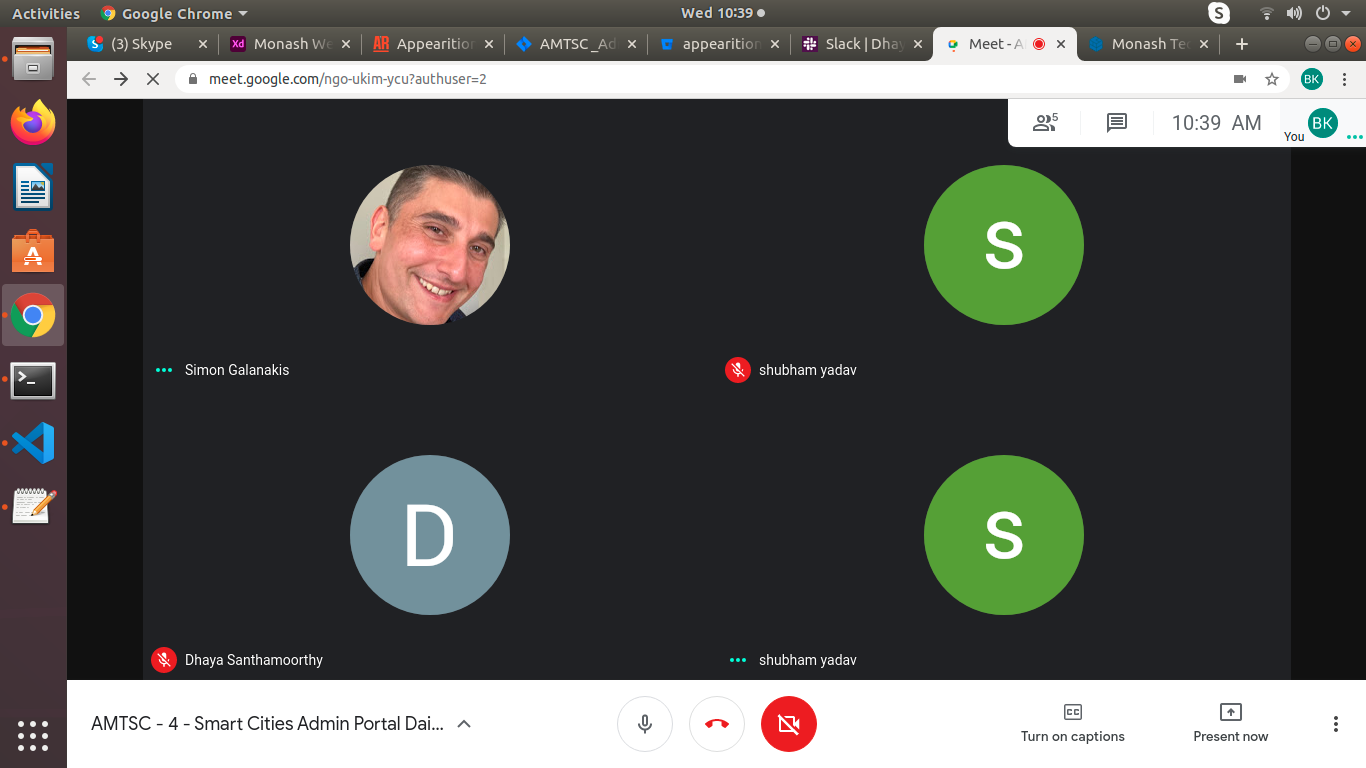 Activities Google Chrome Wed 10:39
(3) Skype Monash We Appearition AMTSC _Ad appearition Slack | Dhay Meet - A Monash Tec
meet.google.com/ngo-ukim-ycu?authuser=2 BK
5 10:39 AM You BK
S
Simon Galanakis shubham yadav
D S
Dhaya Santhamoorthy shubham yadav
AMTSC - 4 - Smart Cities Admin Portal Dai... Turn on captions Present now